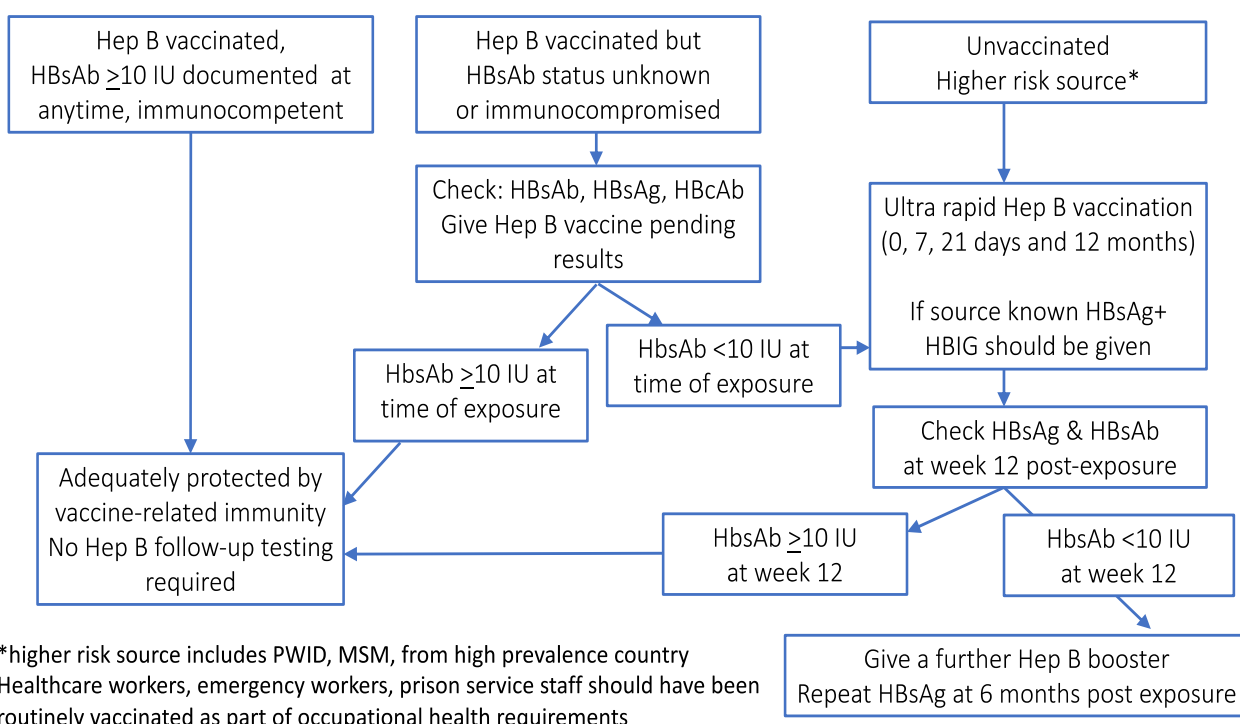 Hep B vaccinated,
HBsAb ≥10 IU documented  at
anytime, immunocompetent
Hep B vaccinated but
HBsAb status unknown
or immunocompromised
Unvaccinated
Higher risk source*
Check: HBsAb, HBsAg, HBcAb
Give Hep B vaccine pending
results
Ultra rapid Hep B vaccination
(0, 7, 21 days and 12 months)
If source known HBsAg+
HBIG should be given
HbsAb ≥10 IU at
time of exposure
HbsAb <10 IU at
time of exposure
Check HBsAg & HBsAb
at week 12 post-exposure
Adequately protected by
vaccine-related immunity
No Hep B follow-up testing
required
HbsAb ≥10 IU
at week 12
HbsAb <10 IU
at week 12
Give a further Hep B booster
Repeat HBsAg at 6 months post exposure
*higher risk source includes PWID, MSM, from high prevalence country
Healthcare workers, emergency workers, prison service staff should have been
routinely vaccinated as part of occupational health requirements